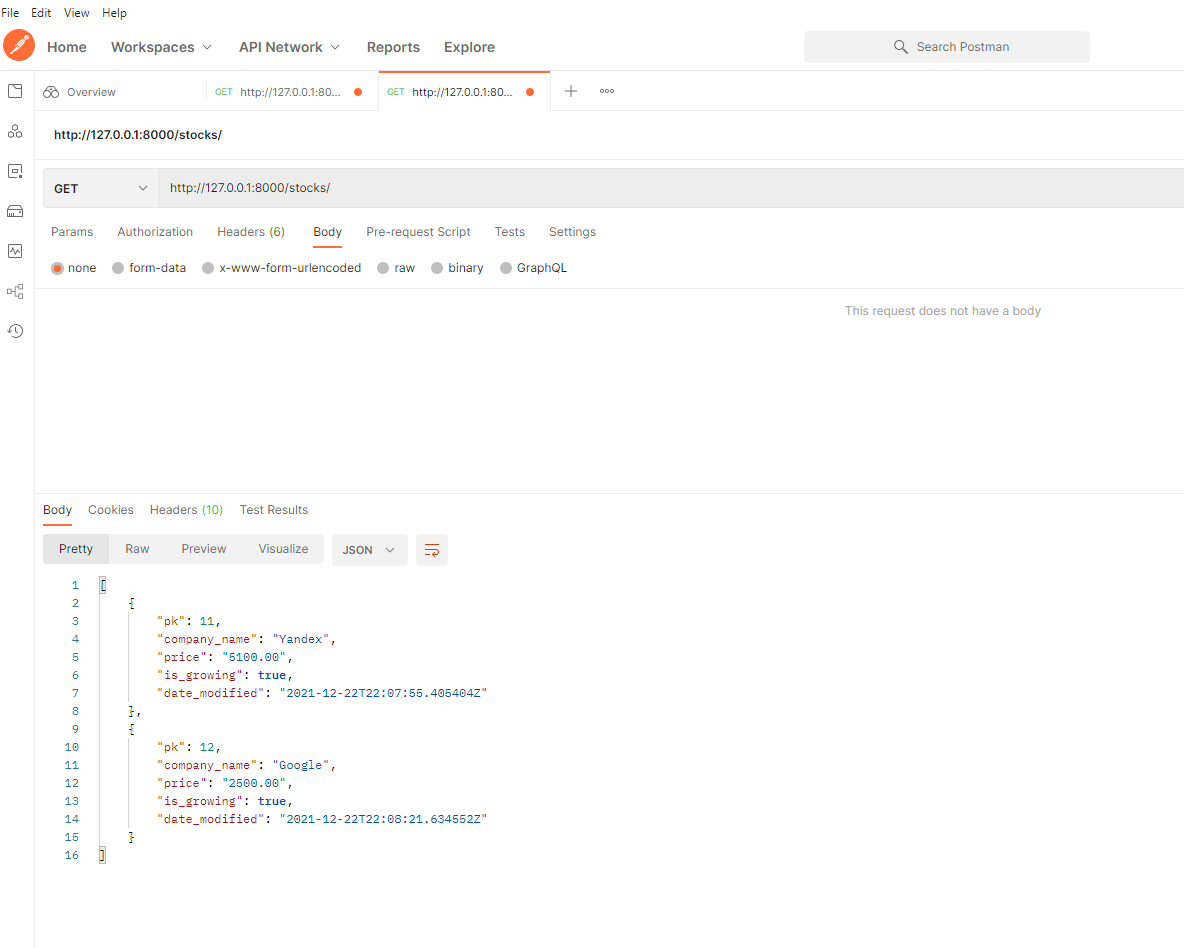 File Edit View Help
Home Workspaces API Network Reports Explore Search Postman
Overview GET http://127.0.0.1:80... GET http://127.0.0.1:80...
http://127.0.0.1:8000/stocks/
GET http://127.0.0.1:8000/stocks/
Params Authorization Headers (6) Body Pre-request Script Tests Settings
none form-data x-www-form-urlencoded raw binary GraphQL
This request does not have a body
Body Cookies Headers (10) Test Results
Pretty Raw Preview Visualize JSON
1 [
2 {
3 "pk": 11,
4 "company_name": "Yandex",
5 "price": "5100.00",
6 "is_growing": true,
7 "date_modified": "2021-12-22T22:07:55.405404Z"
8 },
9 {
10 "pk": 12,
11 "company_name": "Google",
12 "price": "2500.00",
13 "is_growing": true,
14 "date_modified": "2021-12-22T22:08:21.634552Z"
15 }
16 ]